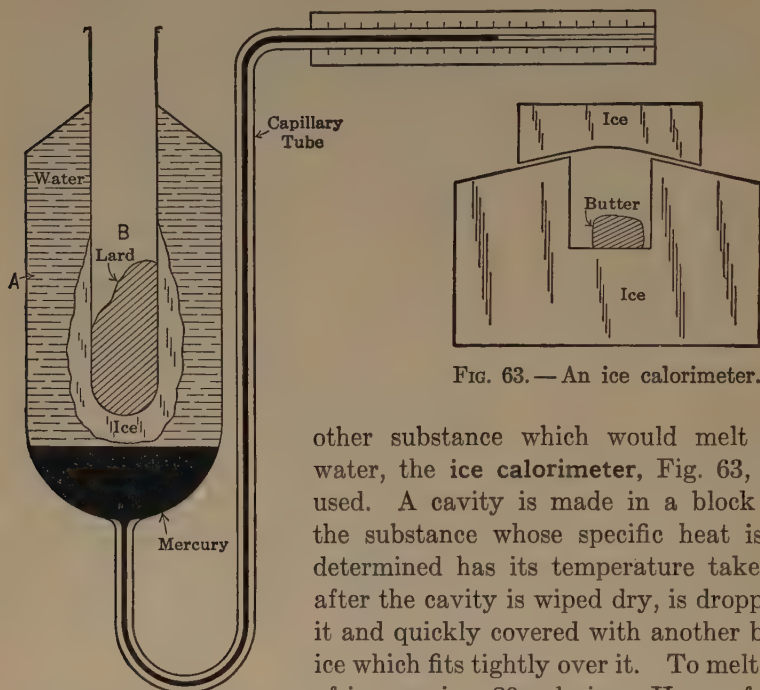 Capillary
Tube
Water
B
Lard
A
Ice
Mercury
Ice
Butter
Ice
FIG. 63. — An ice calorimeter.
other substance which would melt
water, the ice calorimeter, Fig. 63,
used. A cavity is made in a block
the substance whose specific heat is
determined has its temperature take
after the cavity is wiped dry, is dropp
it and quickly covered with another b
ice which fits tightly over it. To melt